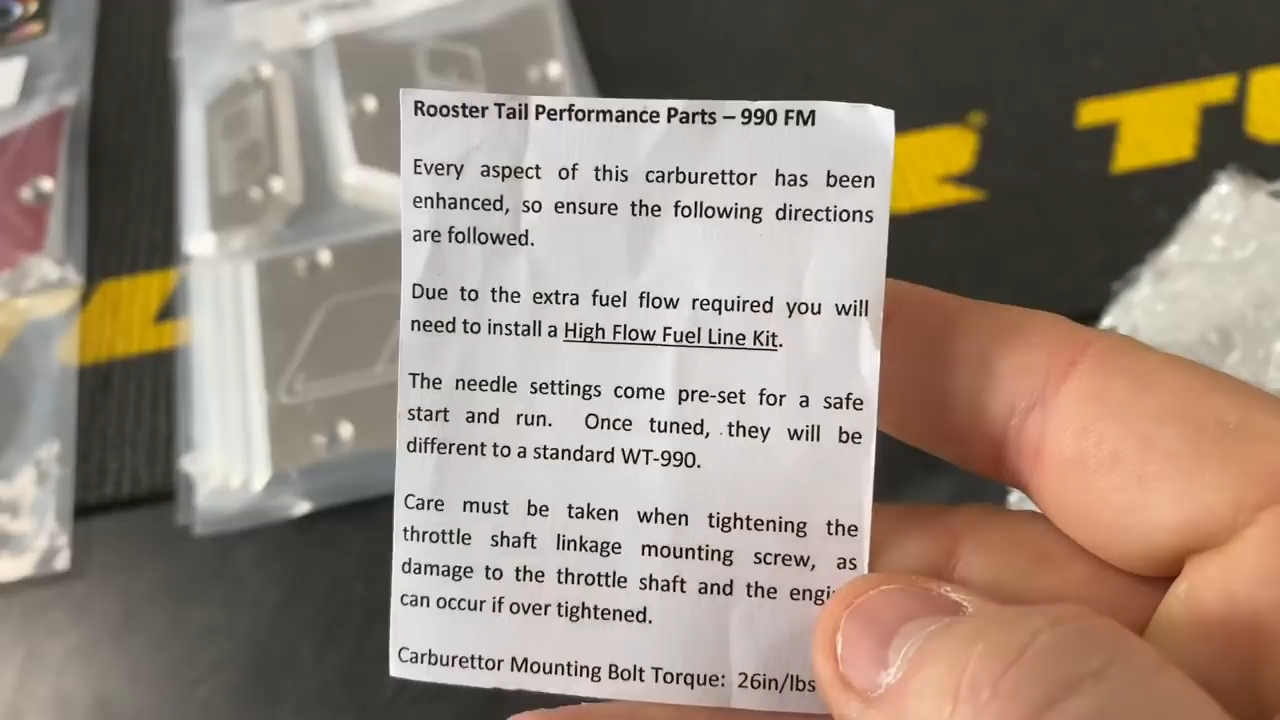 Rooster Tail Performance Parts – 990 FM
Every aspect of this carburettor has been
enhanced, so ensure the following directions
are followed.
Due to the extra fuel flow required you will
need to install a High Flow Fuel Line Kit.
The needle settings come pre-set for a safe
start and run. Once tuned, they will be
different to a standard WT-990.
Care must be taken when tightening the
throttle shaft linkage mounting screw, as
damage to the throttle shaft and the
can occur if over tightened.
Carburettor Mounting Bolt Torque: 26in/lbs